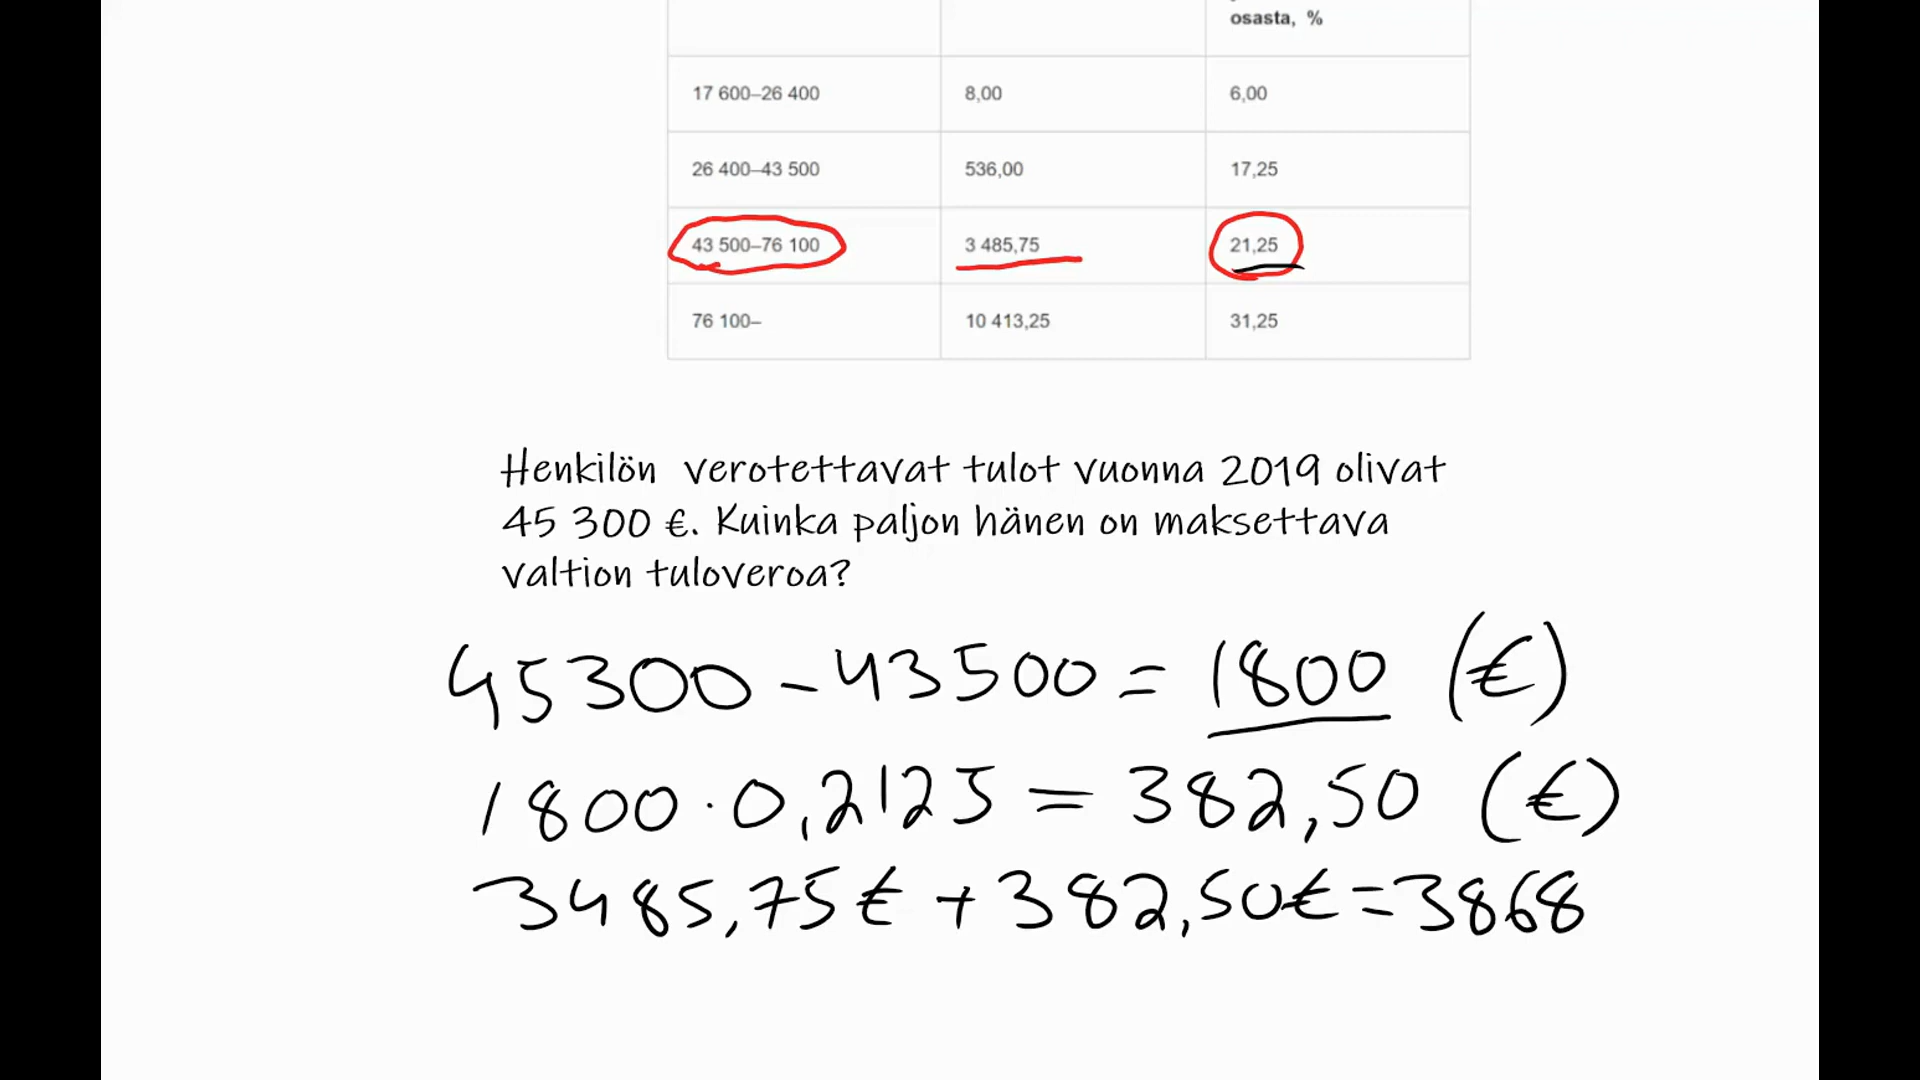 osasta, %
17 600–26 400 8,00 6,00
26 400–43 500 536,00 17,25
43 500–76 100 3 485,75 21,25
76 100– 10 413,25 31,25
Henkilön verotettavat tulot vuonna 2019 olivat
45 300 €. Kuinka paljon hänen on maksettava
valtion tuloveroa?
45300 - 43500 = 1800 (€)
1800 · 0,2125 = 382,50 (€)
3485,75€ + 382,50€ = 3868